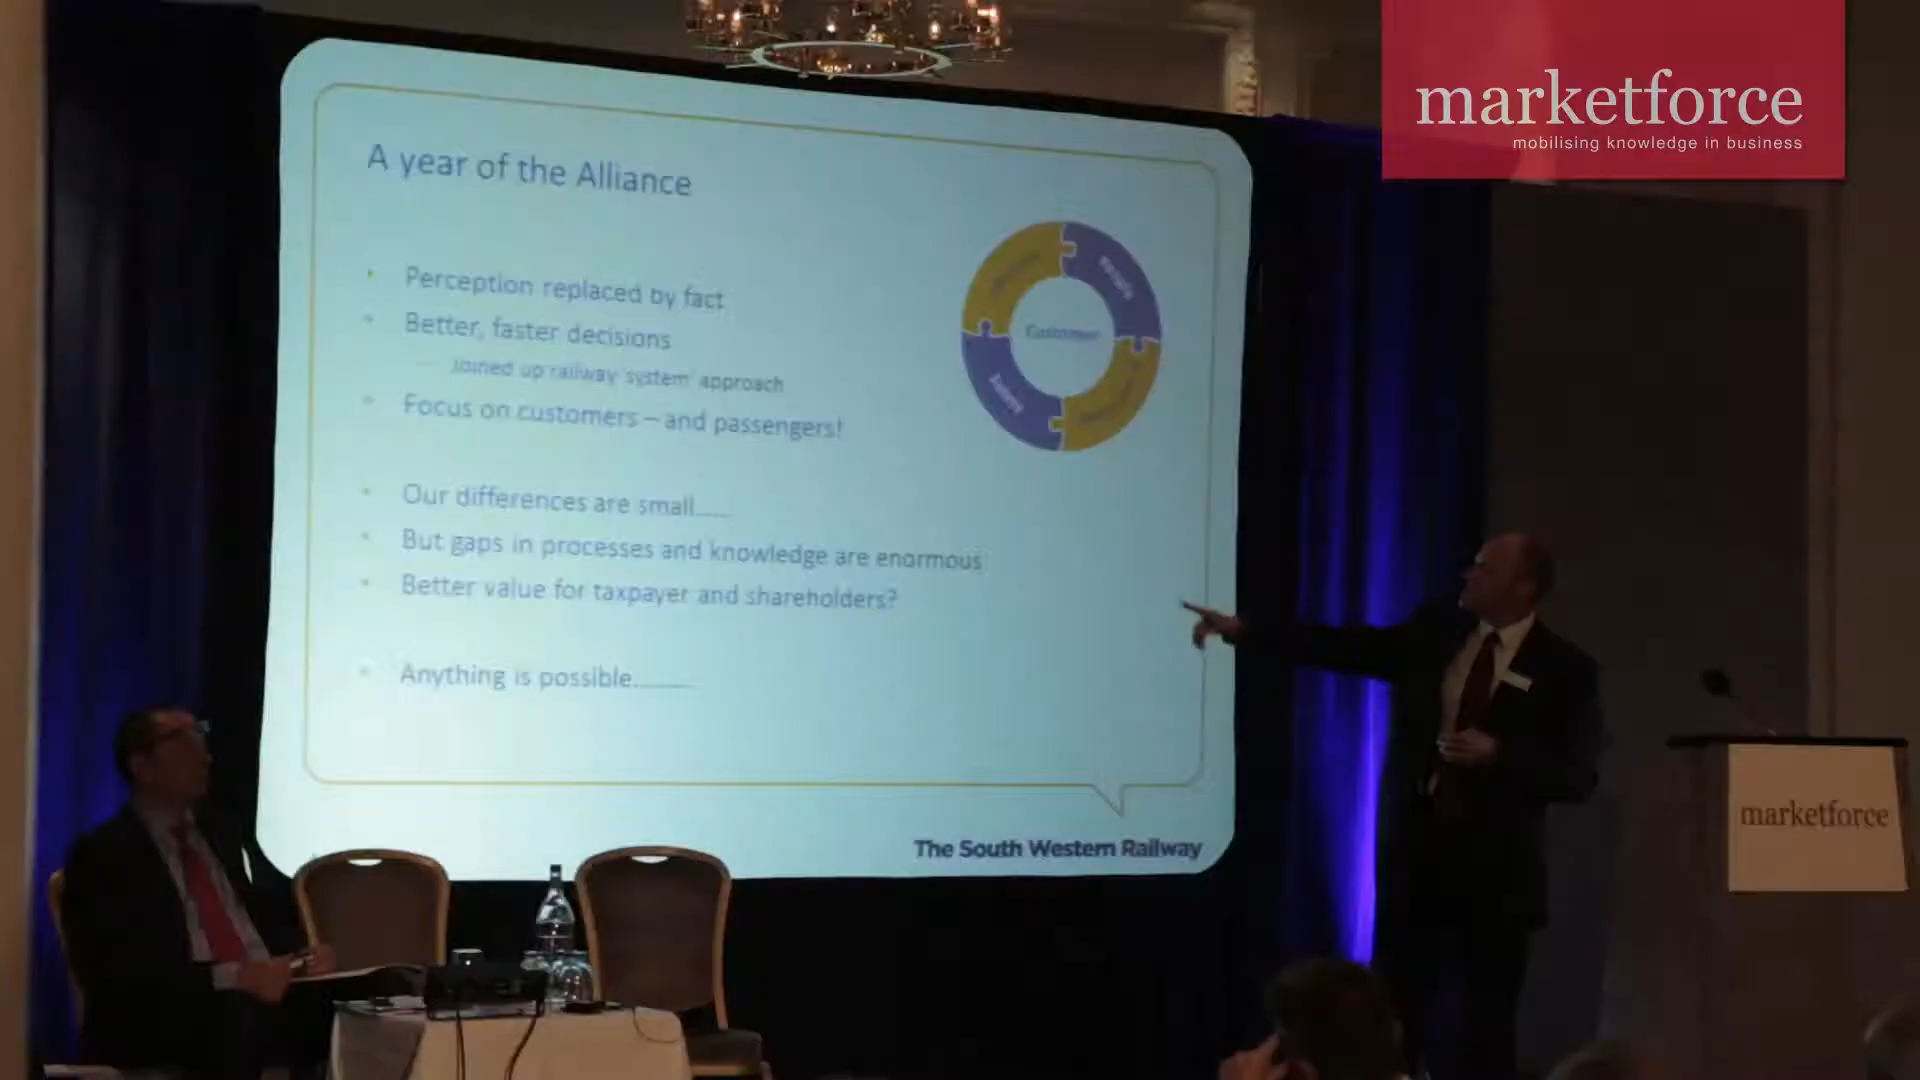 marketforce
mobilising knowledge in business
A year of the Alliance
Perception replaced by fact
Better, faster decisions
Joined up railway 'system' approach
Focus on customers – and passengers!
Our differences are small......
But gaps in processes and knowledge are enormous
Better value for taxpayer and shareholders?
Anything is possible..........
People
Customer
The South Western Railway
marketforce